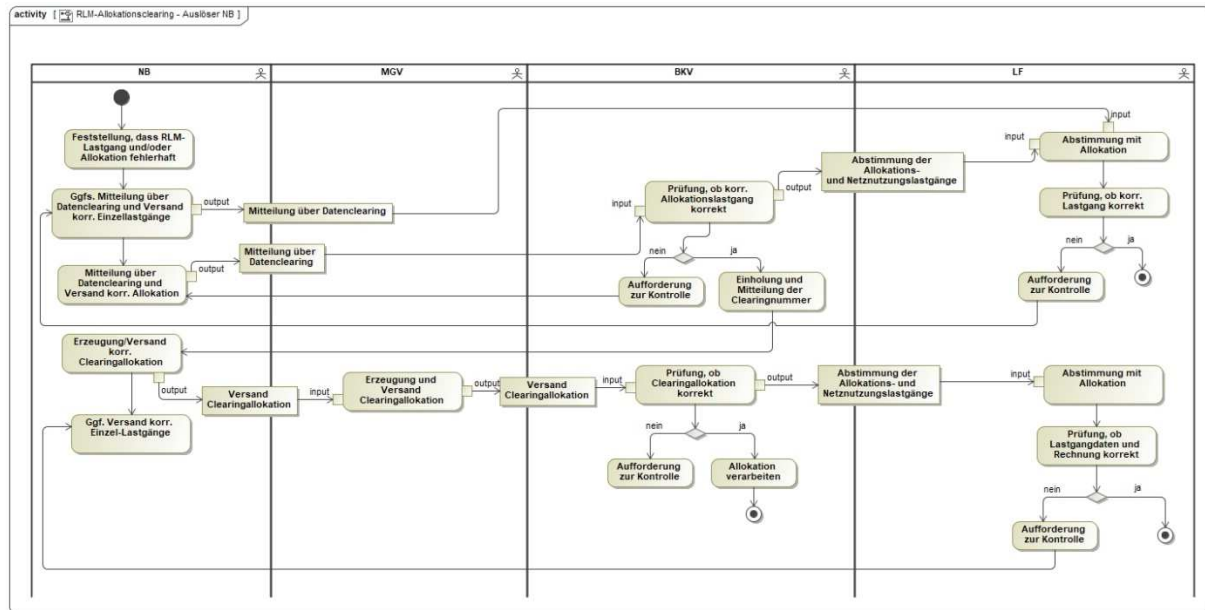 activity [ RLM-Allokationsclearing - Auslöser NB ]
NB
MGV
BKV
LF
Feststellung, dass RLM-
Lastgang und/oder
Allokation fehlerhaft
Ggfs. Mitteilung über
Datenclearing und Versand
korr. Einzellastgänge
output
Mitteilung über Datenclearing
Mitteilung über
Datenclearing und
Versand korr. Allokation
output
Mitteilung über
Datenclearing
input
Prüfung, ob korr.
Allokationslastgang
korrekt
output
Abstimmung der
Allokations-
und Netznutzungslastgänge
input
input
Abstimmung mit
Allokation
Prüfung, ob korr.
Lastgang korrekt
nein
ja
Aufforderung
zur Kontrolle
nein
ja
Aufforderung
zur Kontrolle
Einholung und
Mitteilung der
Clearingnummer
Erzeugung/Versand
korr.
Clearingallokation
output
Versand
Clearingallokation
input
Erzeugung und
Versand
Clearingallokation
output
Versand
Clearingallokation
input
Prüfung, ob
Clearingallokation
korrekt
output
Abstimmung der
Allokations- und
Netznutzungslastgänge
input
Abstimmung mit
Allokation
Ggf. Versand korr.
Einzel-Lastgänge
nein
ja
Aufforderung
zur Kontrolle
Allokation
verarbeiten
Prüfung, ob
Lastgangdaten und
Rechnung korrekt
nein
ja
Aufforderung
zur Kontrolle